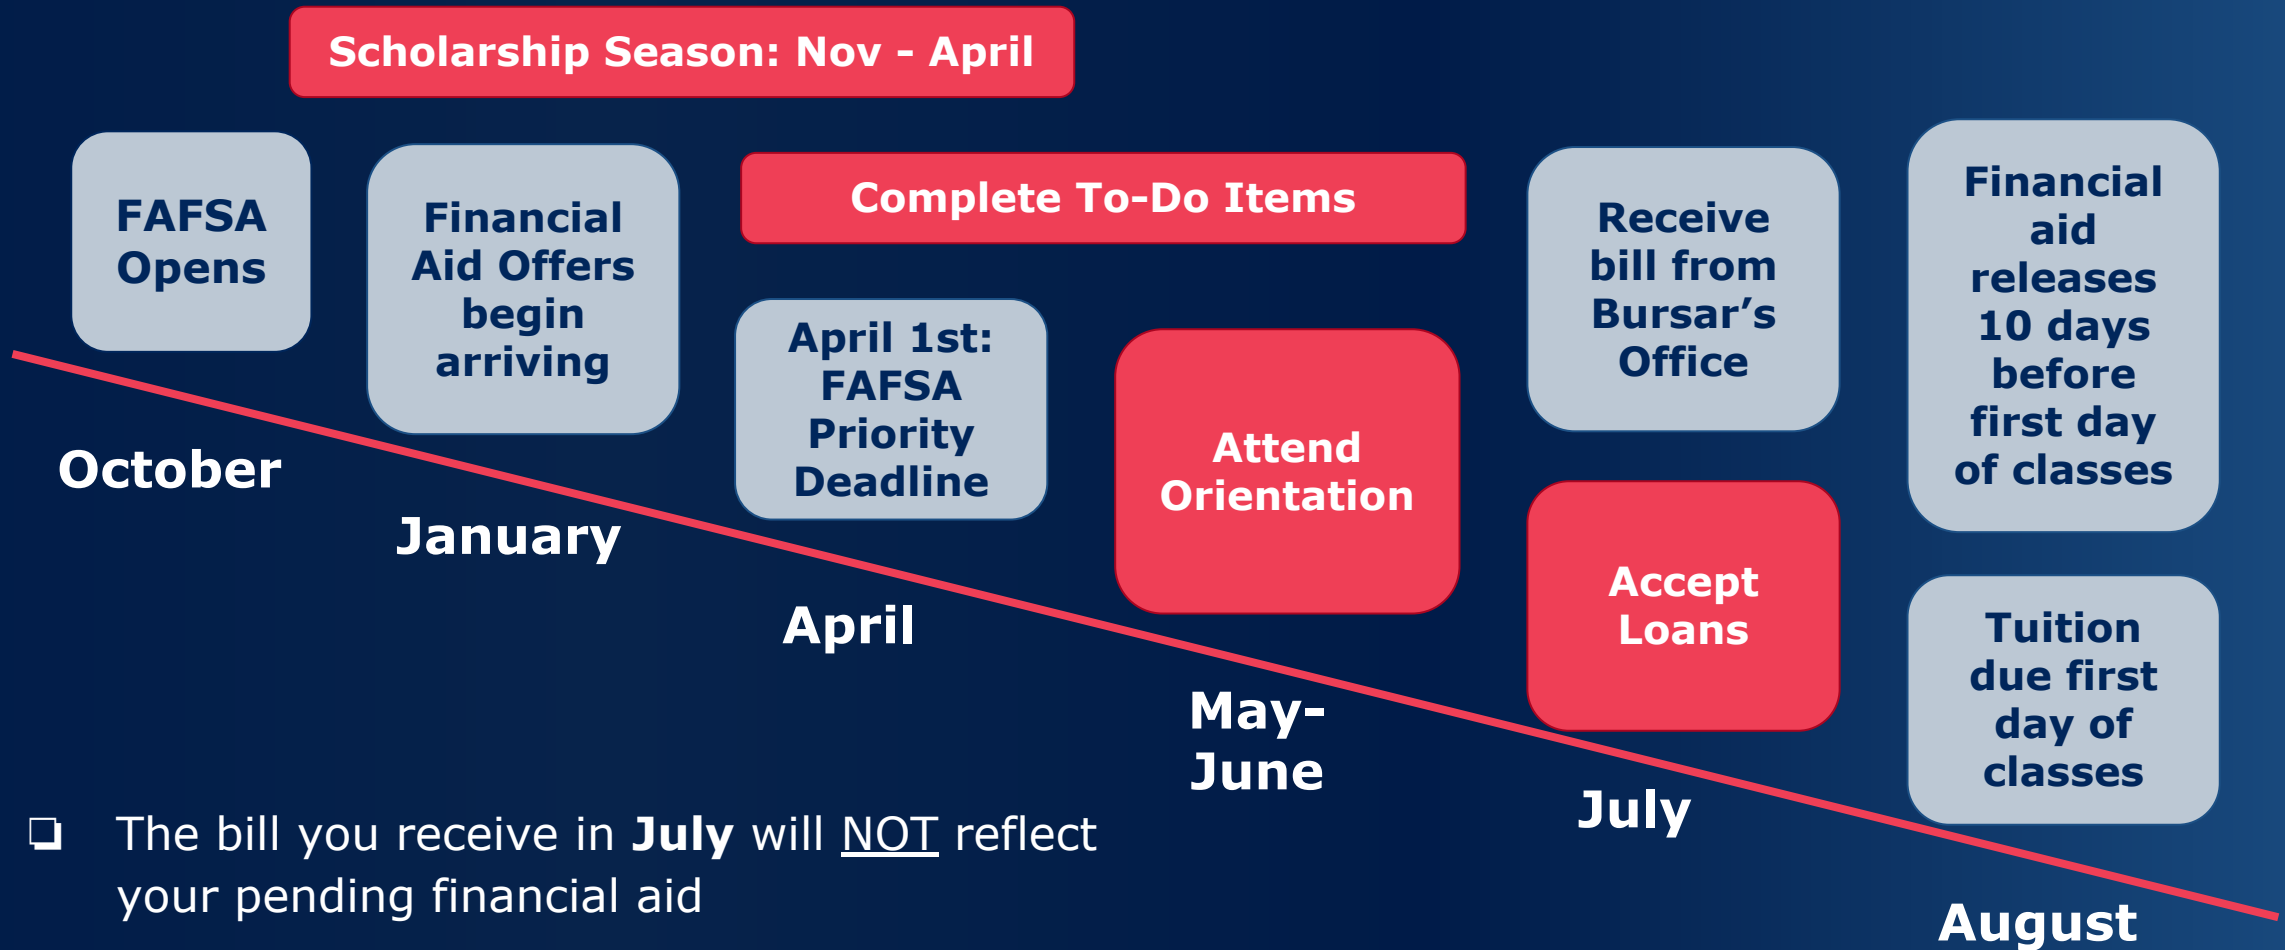 Scholarship Season: Nov – April
FAFSA
Opens
October
Financial
Aid Offers
begin
arriving
January
Complete To-Do Items
April 1st:
FAFSA
Priority
Deadline
April
Attend
Orientation
May-
June
Receive
bill from
Bursar’s
Office
Accept
Loans
July
Financial
aid
releases
10 days
before
first day
of classes
Tuition
due first
day of
classes
August
❑ The bill you receive in July will NOT reflect
your pending financial aid